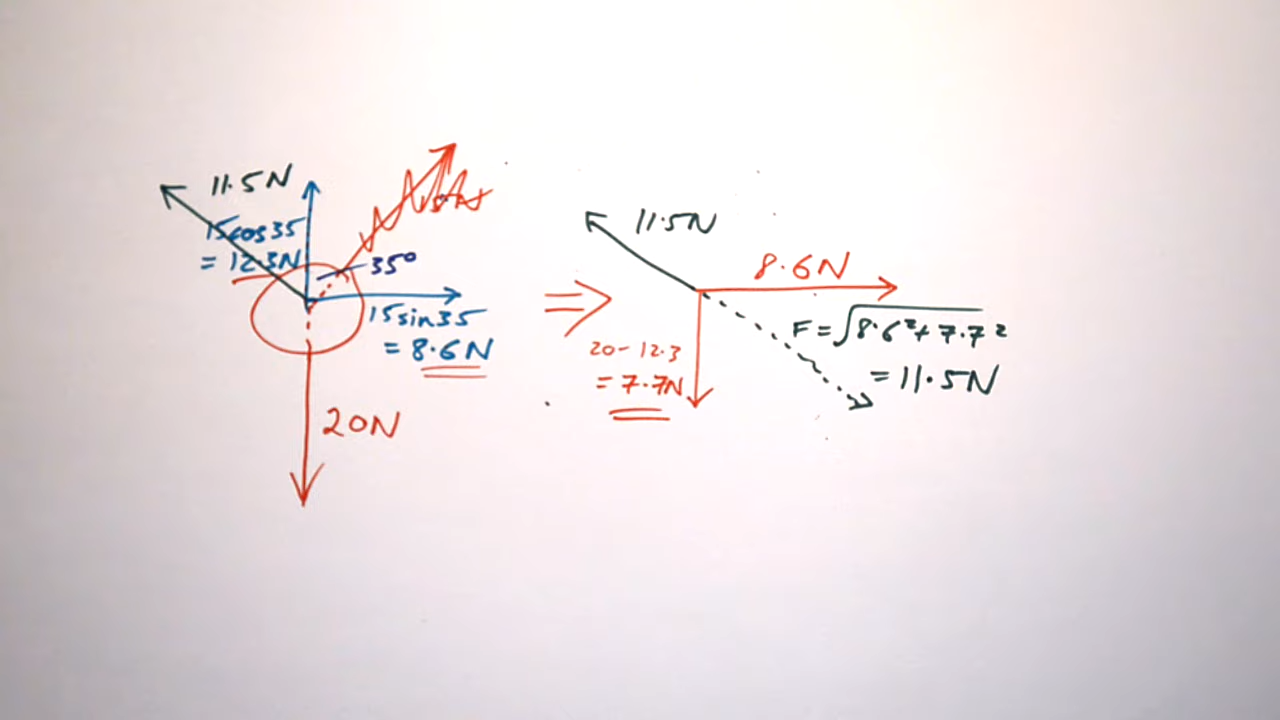 11.5N
15cos35
= 12.3N
35°
15sin35
= 8.6N
20N
⇒
11.5N
8.6N
20-12.3
= 7.7N
F = √8.6²+7.7²
= 11.5N